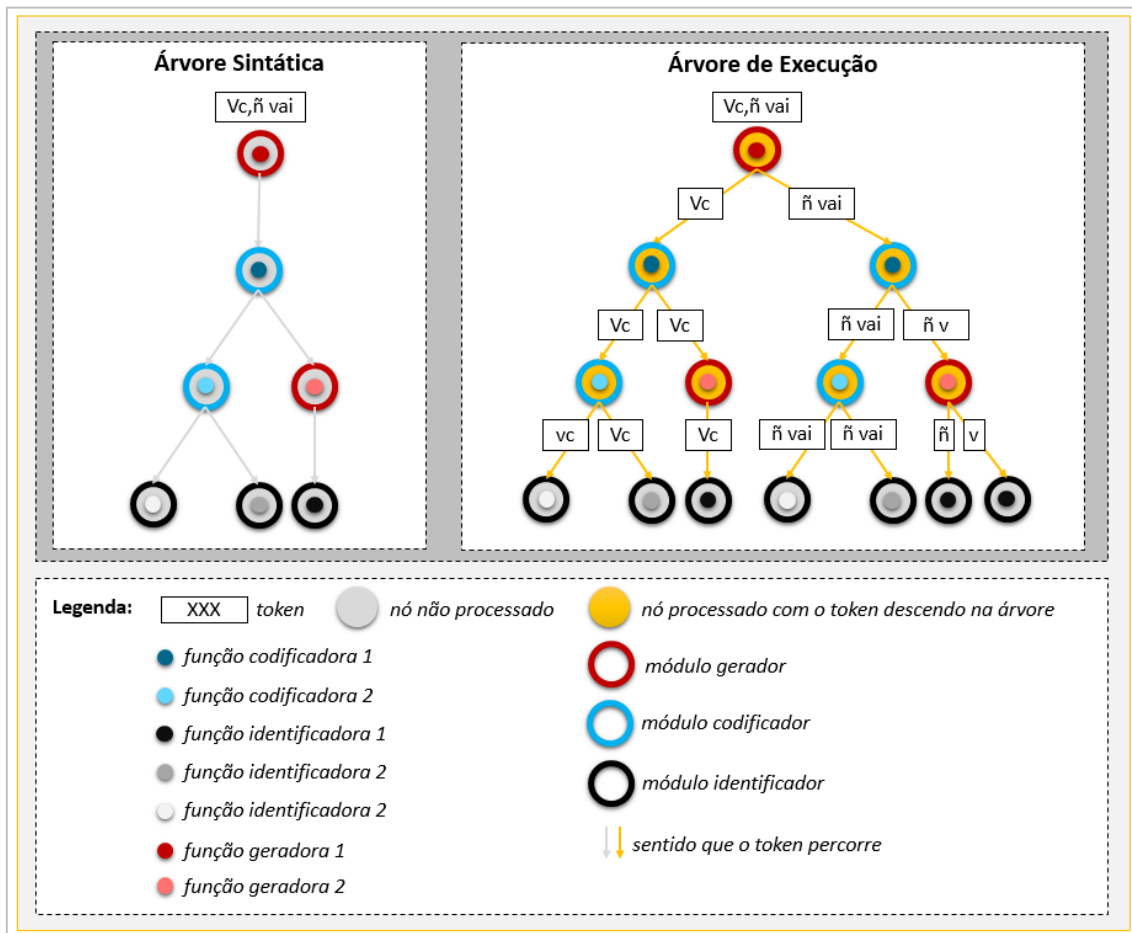 Árvore Sintática
Vc,ñ vai
Árvore de Execução
Vc,ñ vai
Vc
ñ vai
Vc
Vc
ñ vai
ñ v
vc
Vc
Vc
ñ vai
ñ vai
ñ
v
Legenda:
XXX
token
nó não processado
nó processado com o token descendo na árvore
função codificadora 1
função codificadora 2
função identificadora 1
função identificadora 2
função identificadora 2
função geradora 1
função geradora 2
módulo gerador
módulo codificador
módulo identificador
sentido que o token percorre